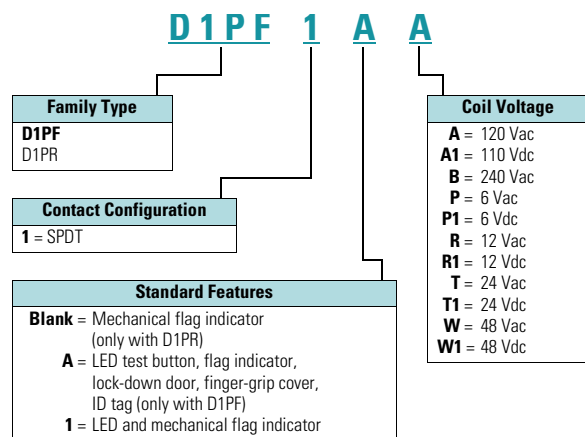 D1PF 1 A A
Family Type
D1PF
D1PR
Contact Configuration
1 = SPDT
Standard Features
Blank = Mechanical flag indicator
(only with D1PR)
A = LED test button, flag indicator,
lock-down door, finger-grip cover,
ID tag (only with D1PF)
1 = LED and mechanical flag indicator
Coil Voltage
A = 120 Vac
A1 = 110 Vdc
B = 240 Vac
P = 6 Vac
P1 = 6 Vdc
R = 12 Vac
R1 = 12 Vdc
T = 24 Vac
T1 = 24 Vdc
W = 48 Vac
W1 = 48 Vdc